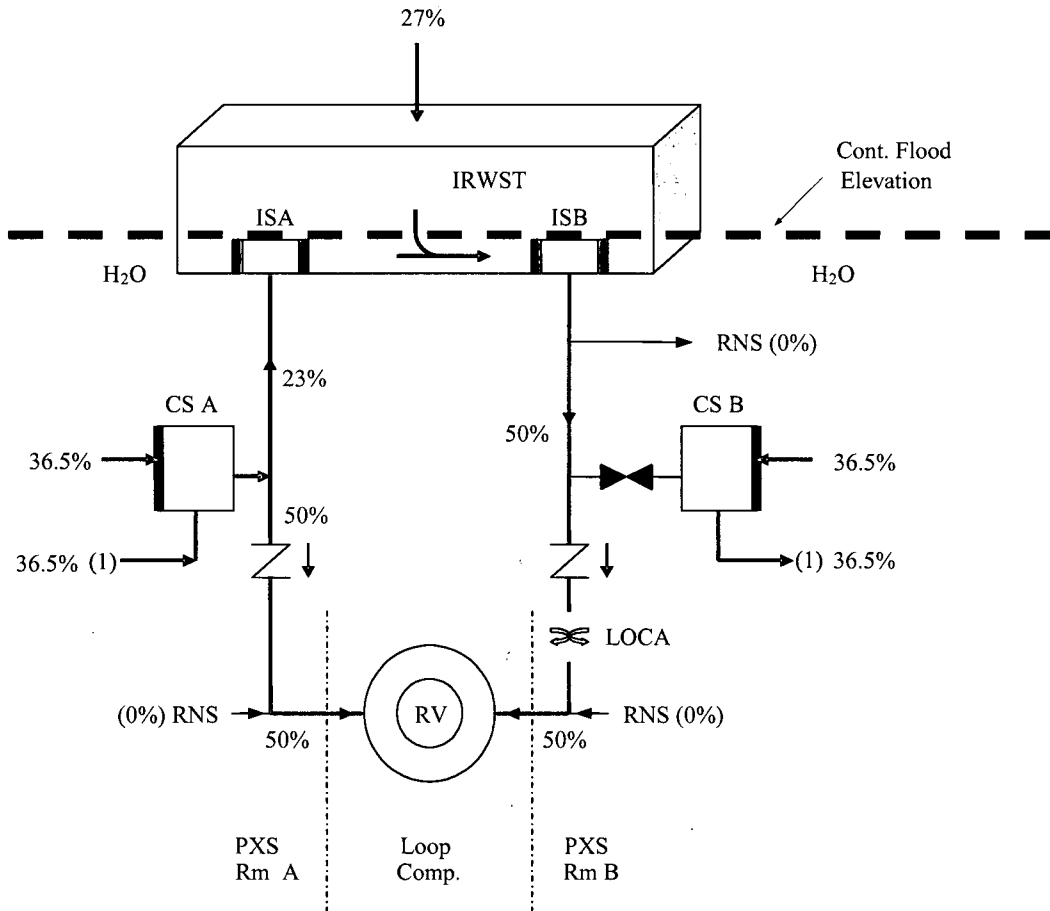 27%
Cont. Flood
Elevation
IRWST
ISA
ISB
H₂O
H₂O
RNS (0%)
23%
CS A
CS B
50%
36.5%
36.5%
50%
36.5% (1)
(1) 36.5%
LOCA
(0%) RNS
RV
RNS (0%)
50%
50%
PXS
Rm A
Loop
Comp.
PXS
Rm B